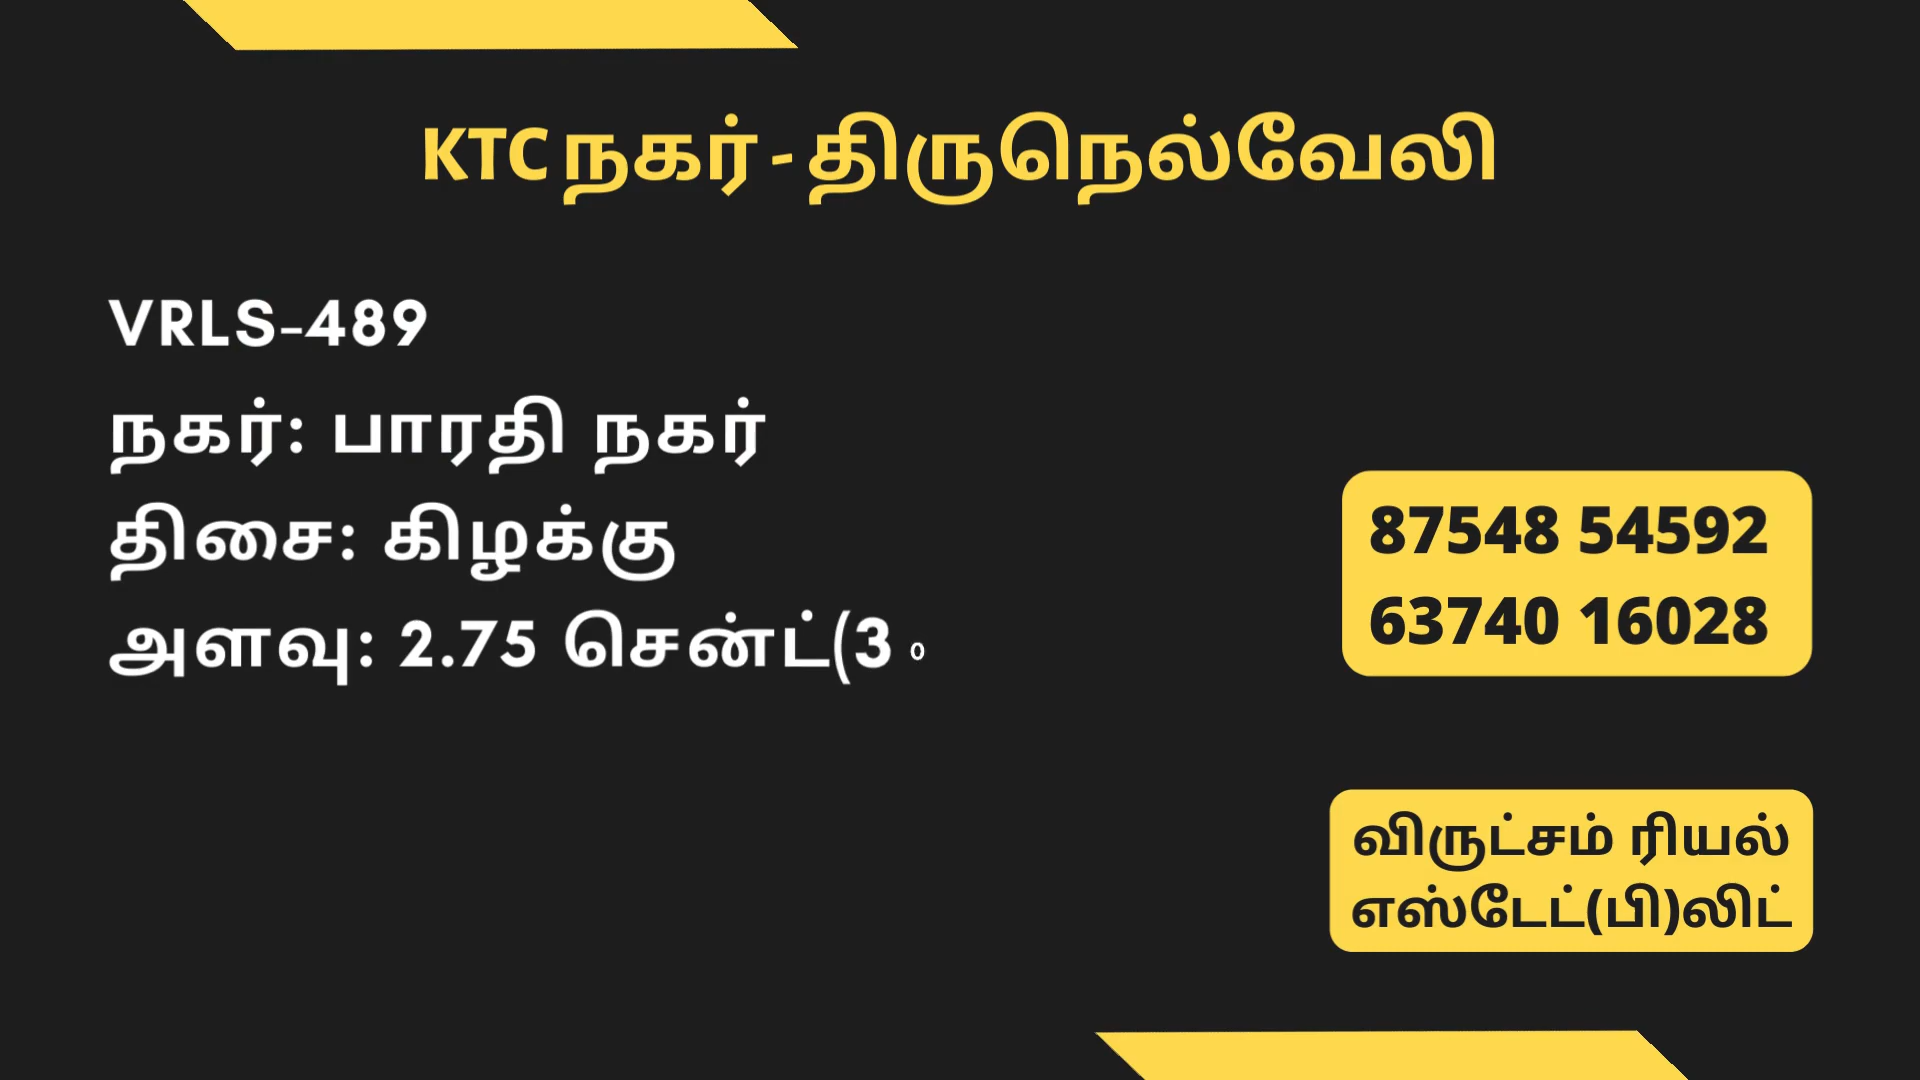 KTC நகர் - திருநெல்வேலி
VRLS-489
நகர்: பாரதி நகர்
திசை: கிழக்கு
அளவு: 2.75 சென்ட்(3 0
87548 54592
63740 16028
விருட்சம் ரியல்
எஸ்டேட்(பி)லிட்